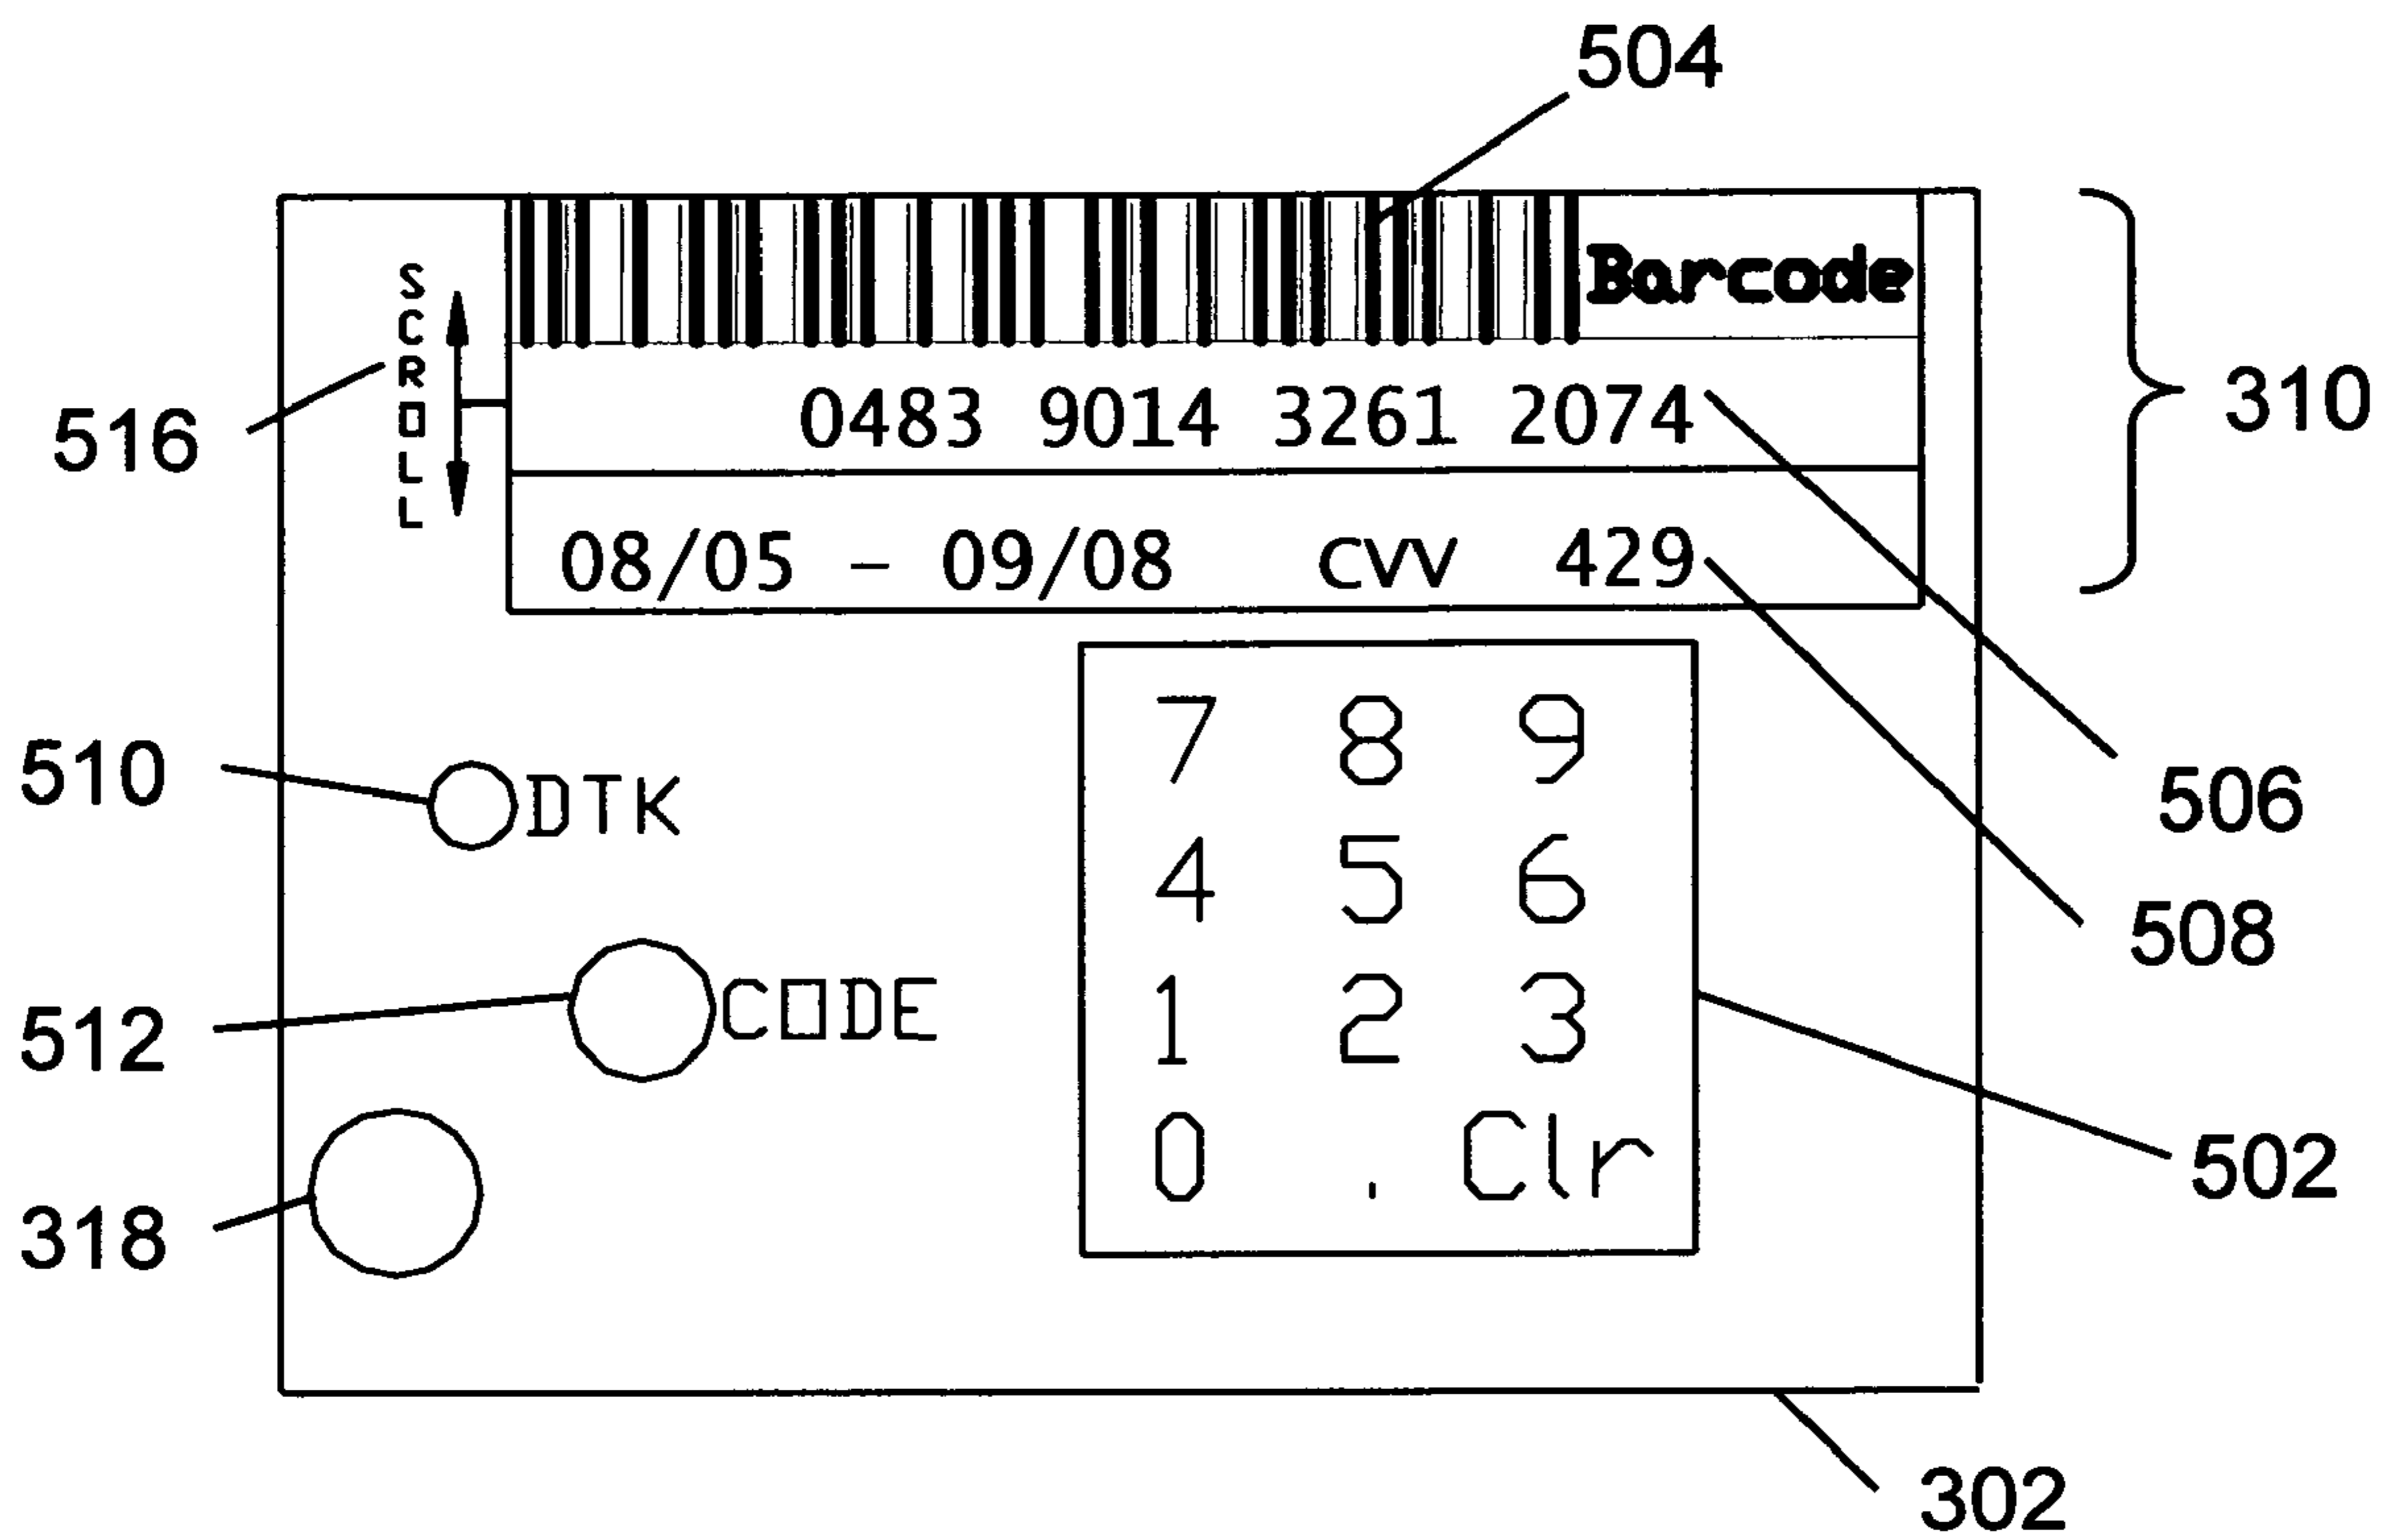 504
Barcode
SCROLL
310
0483 9014 3261 2074
516
08/05 – 09/08 CVV 429
7 8 9
510
DTK
506
4 5 6
508
CODE
512
1 2 3
502
0 . Clr
318
302